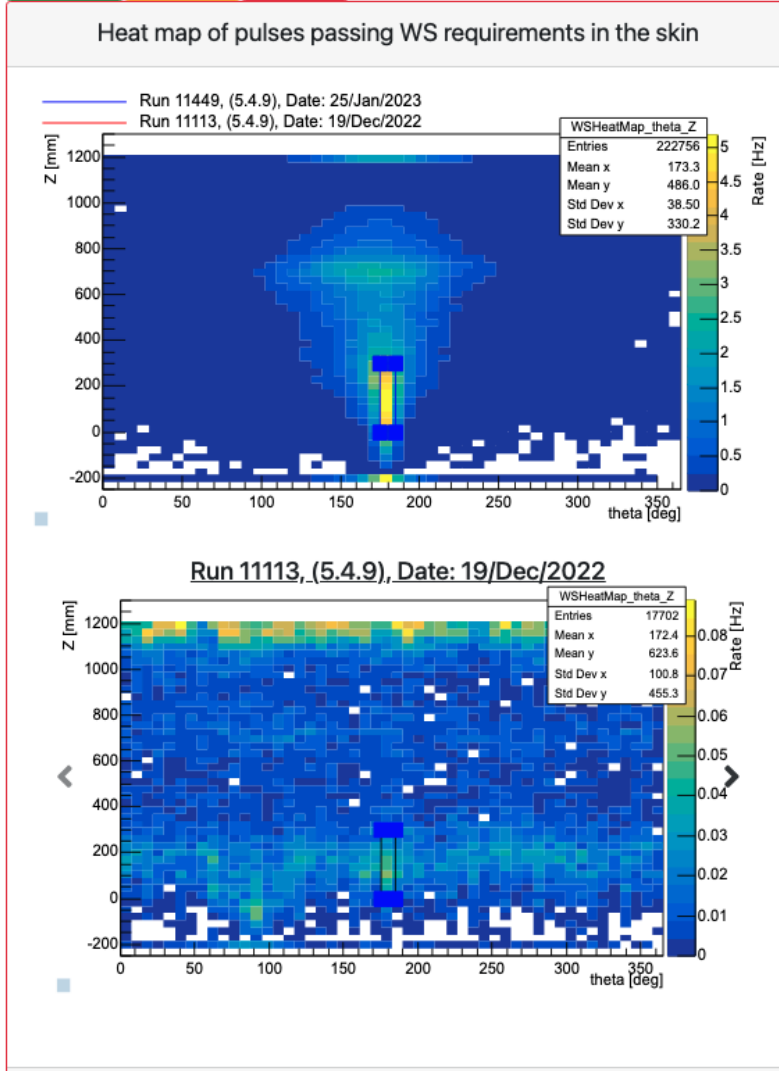 Heat map of pulses passing WS requirements in the skin
Run 11449, (5.4.9), Date: 25/Jan/2023
Run 11113, (5.4.9), Date: 19/Dec/2022
WSHeatMap_theta_Z
Entries 222756
Mean x 173.3
Mean y 486.0
Std Dev x 38.50
Std Dev y 330.2
Z [mm]
1200
1000
800
600
400
200
0
-200
0 50 100 150 200 250 300 350
theta [deg]
5
4.5
4
3.5
3
2.5
2
1.5
1
0.5
0
Rate [Hz]
Run 11113, (5.4.9), Date: 19/Dec/2022
WSHeatMap_theta_Z
Entries 17702
Mean x 172.4
Mean y 623.6
Std Dev x 100.8
Std Dev y 455.3
Z [mm]
1200
1000
800
600
400
200
0
-200
0 50 100 150 200 250 300 350
theta [deg]
0.08
0.07
0.06
0.05
0.04
0.03
0.02
0.01
0
Rate [Hz]